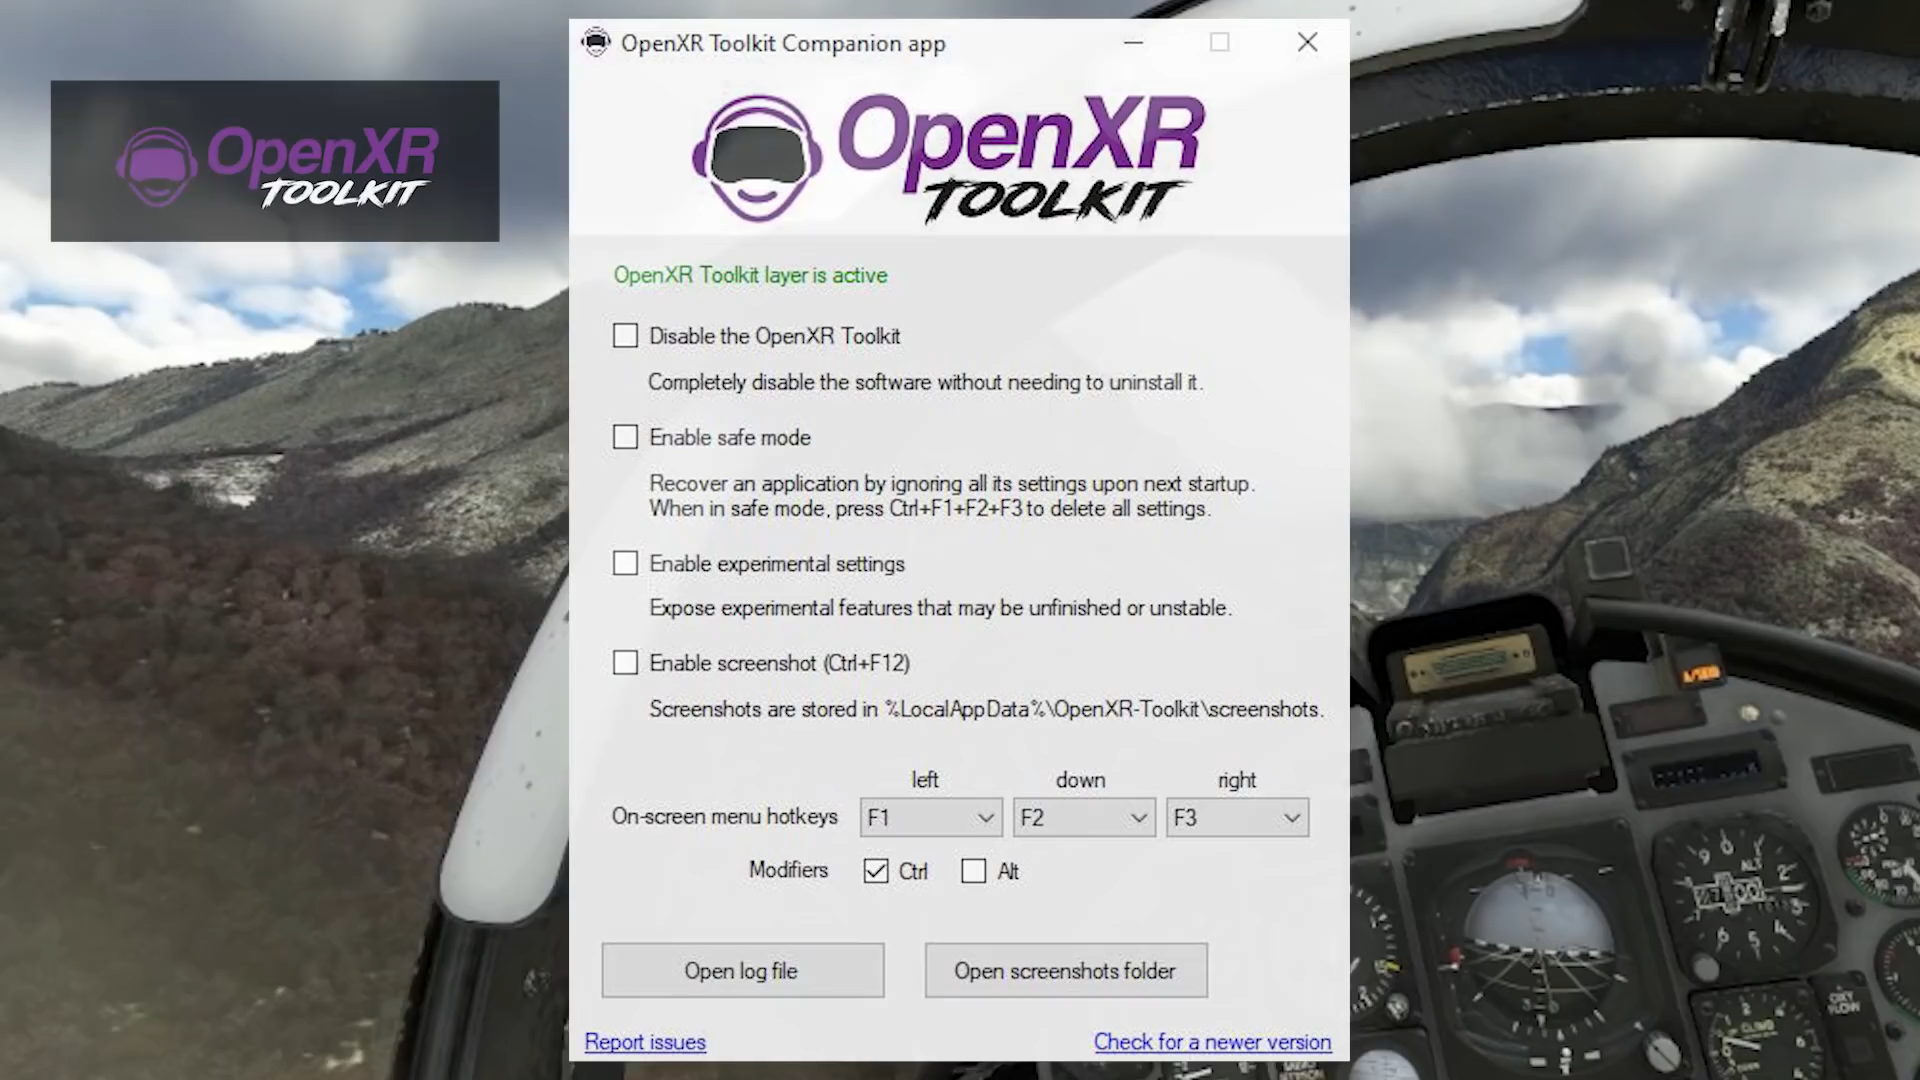 OpenXR Toolkit Companion app
OpenXR
TOOLKIT
OpenXR
TOOLKIT
OpenXR Toolkit layer is active
Disable the OpenXR Toolkit
Completely disable the software without needing to uninstall it.
Enable safe mode
Recover an application by ignoring all its settings upon next startup.
When in safe mode, press Ctrl+F1+F2+F3 to delete all settings.
Enable experimental settings
Expose experimental features that may be unfinished or unstable.
Enable screenshot (Ctrl+F12)
Screenshots are stored in %LocalAppData%\OpenXR-Toolkit\screenshots.
left down right
On-screen menu hotkeys F1 F2 F3
Modifiers Ctrl Alt
Open log file Open screenshots folder
Report issues Check for a newer version
ALT
OXY
FLOW
CLIMB